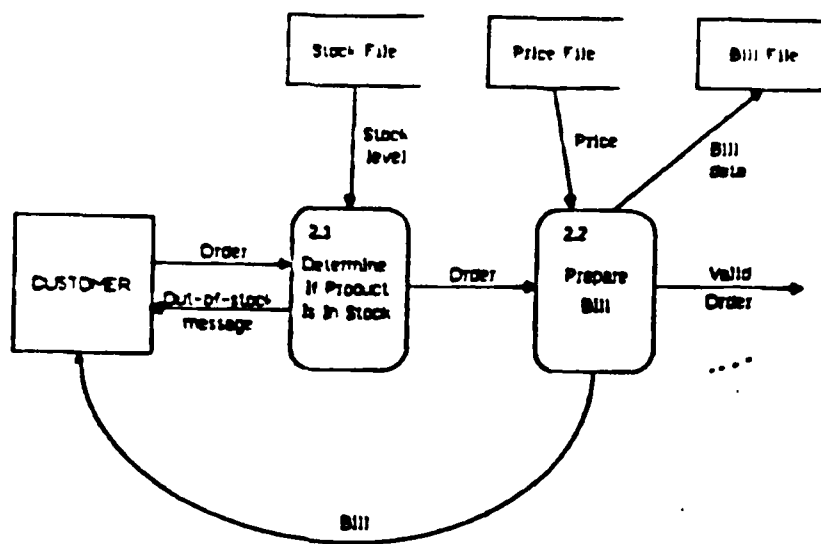 Stock File
Price File
Bill File
Stock
level
Price
Bill
data
CUSTOMER
Order
Out-of-stock
message
2.1
Determine
If Product
Is In Stock
Order
2.2
Prepare
Bill
Valid
Order
....
Bill